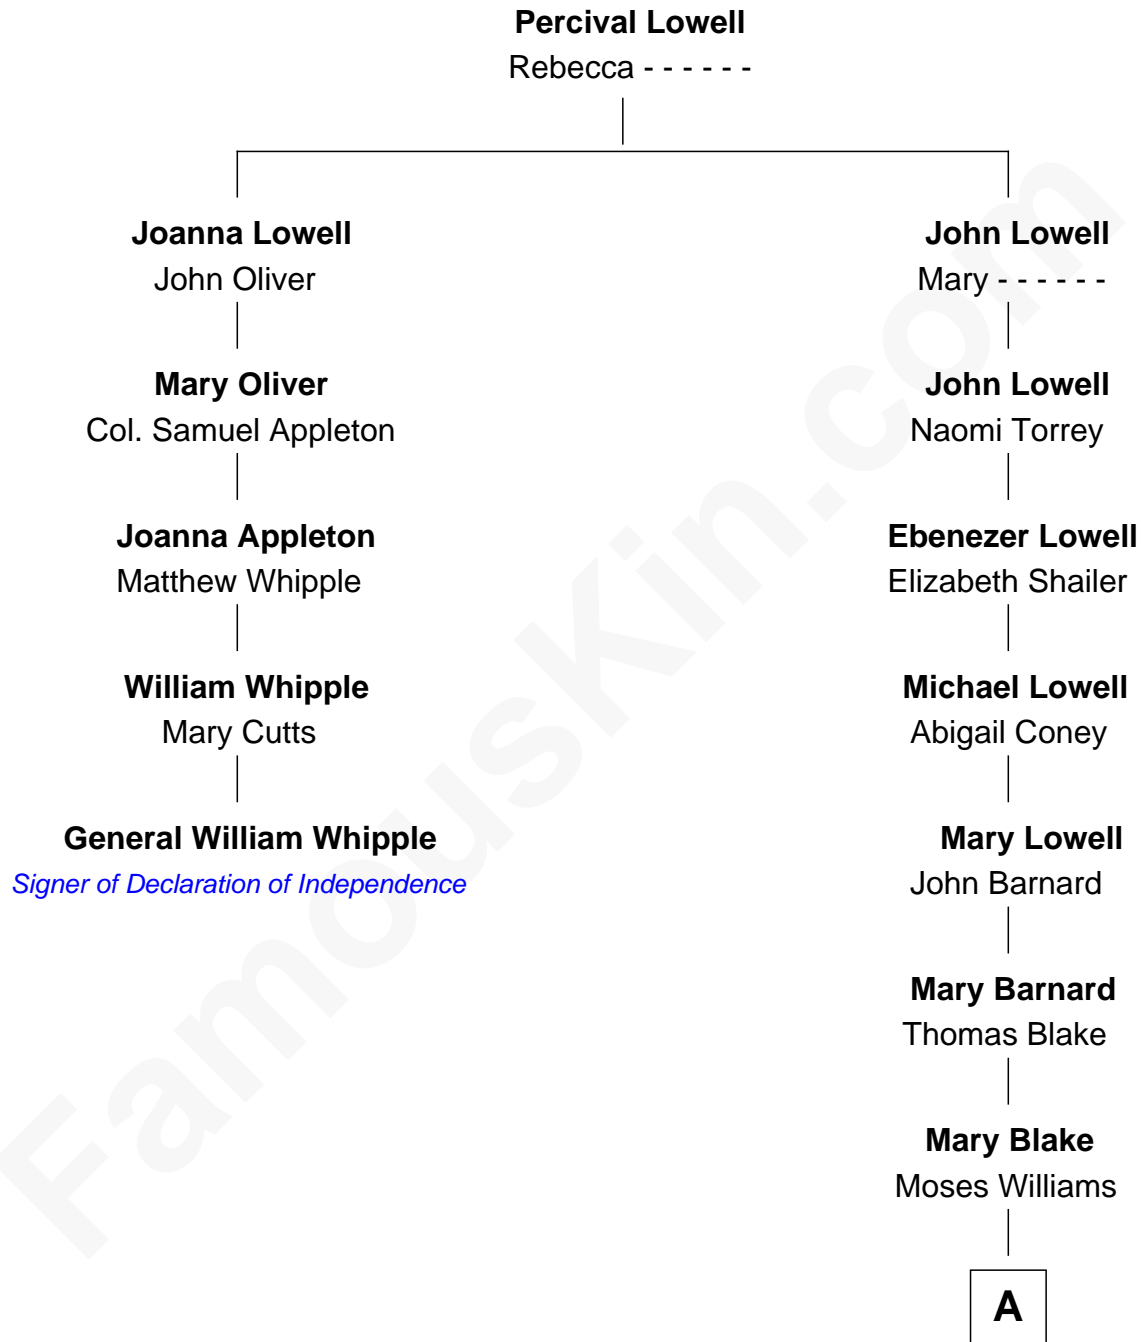 Percival Lowell
Rebecca - - - - - -
Joanna Lowell
John Oliver
John Lowell
Mary - - - - - -
Mary Oliver
Col. Samuel Appleton
John Lowell
Naomi Torrey
Joanna Appleton
Matthew Whipple
Ebenezer Lowell
Elizabeth Shailer
William Whipple
Mary Cutts
Michael Lowell
Abigail Coney
General William Whipple
Signer of Declaration of Independence
Mary Lowell
John Barnard
Mary Barnard
Thomas Blake
Mary Blake
Moses Williams
A
FamousKin.com